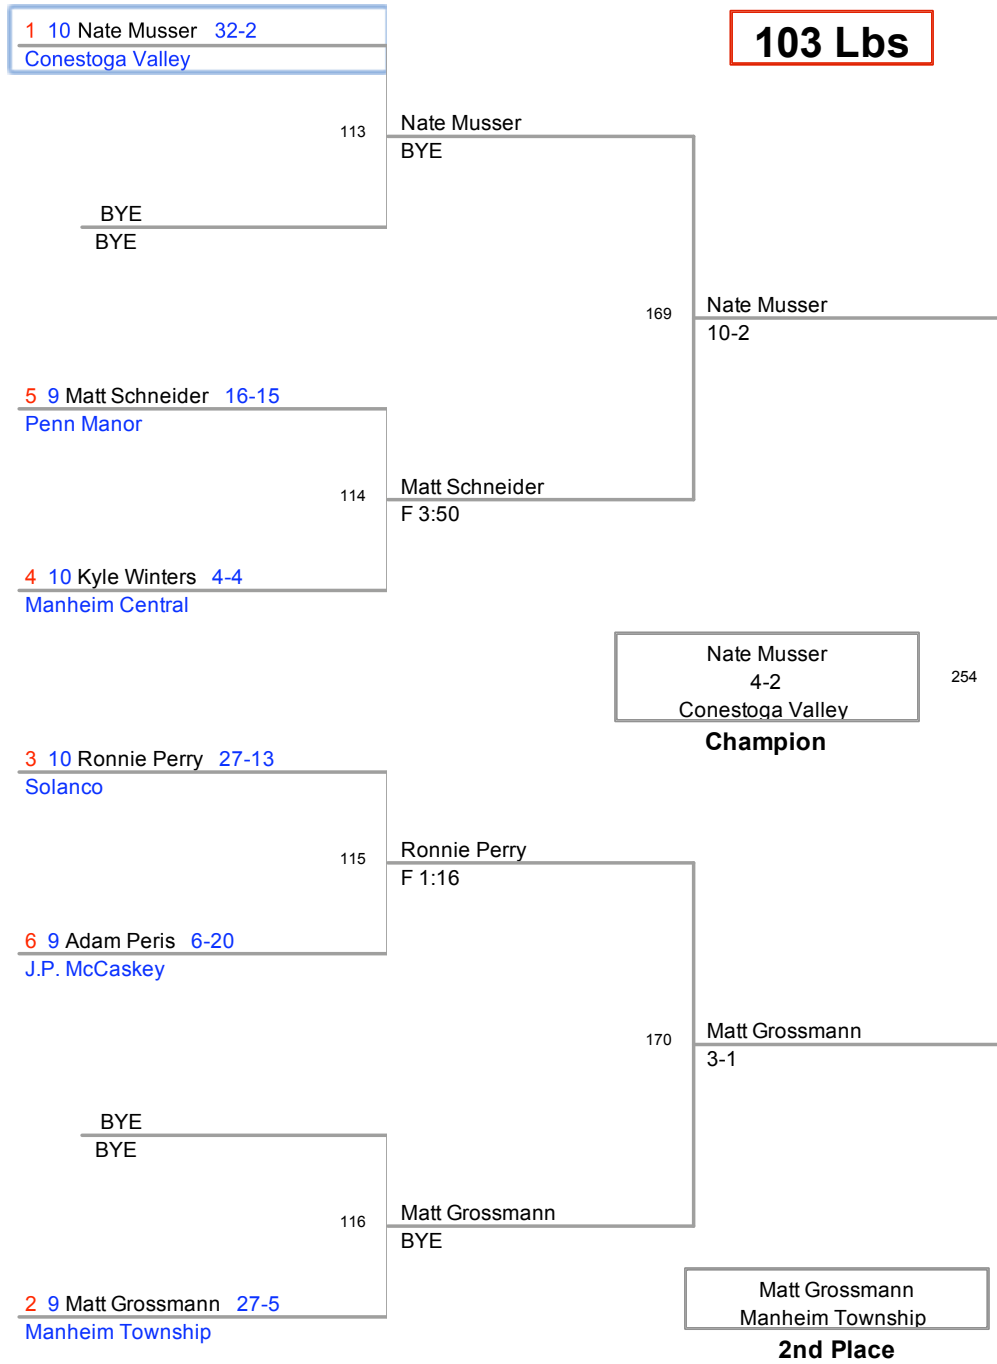 1 10 Nate Musser 32-2
Conestoga Valley
103 Lbs
113
Nate Musser
BYE
BYE
BYE
169
Nate Musser
10-2
5 9 Matt Schneider 16-15
Penn Manor
114
Matt Schneider
F 3:50
4 10 Kyle Winters 4-4
Manheim Central
Nate Musser
4-2
Conestoga Valley
254
Champion
3 10 Ronnie Perry 27-13
Solanco
115
Ronnie Perry
F 1:16
6 9 Adam Peris 6-20
J.P. McCaskey
170
Matt Grossmann
3-1
BYE
BYE
116
Matt Grossmann
BYE
2 9 Matt Grossmann 27-5
Manheim Township
Matt Grossmann
Manheim Township
2nd Place